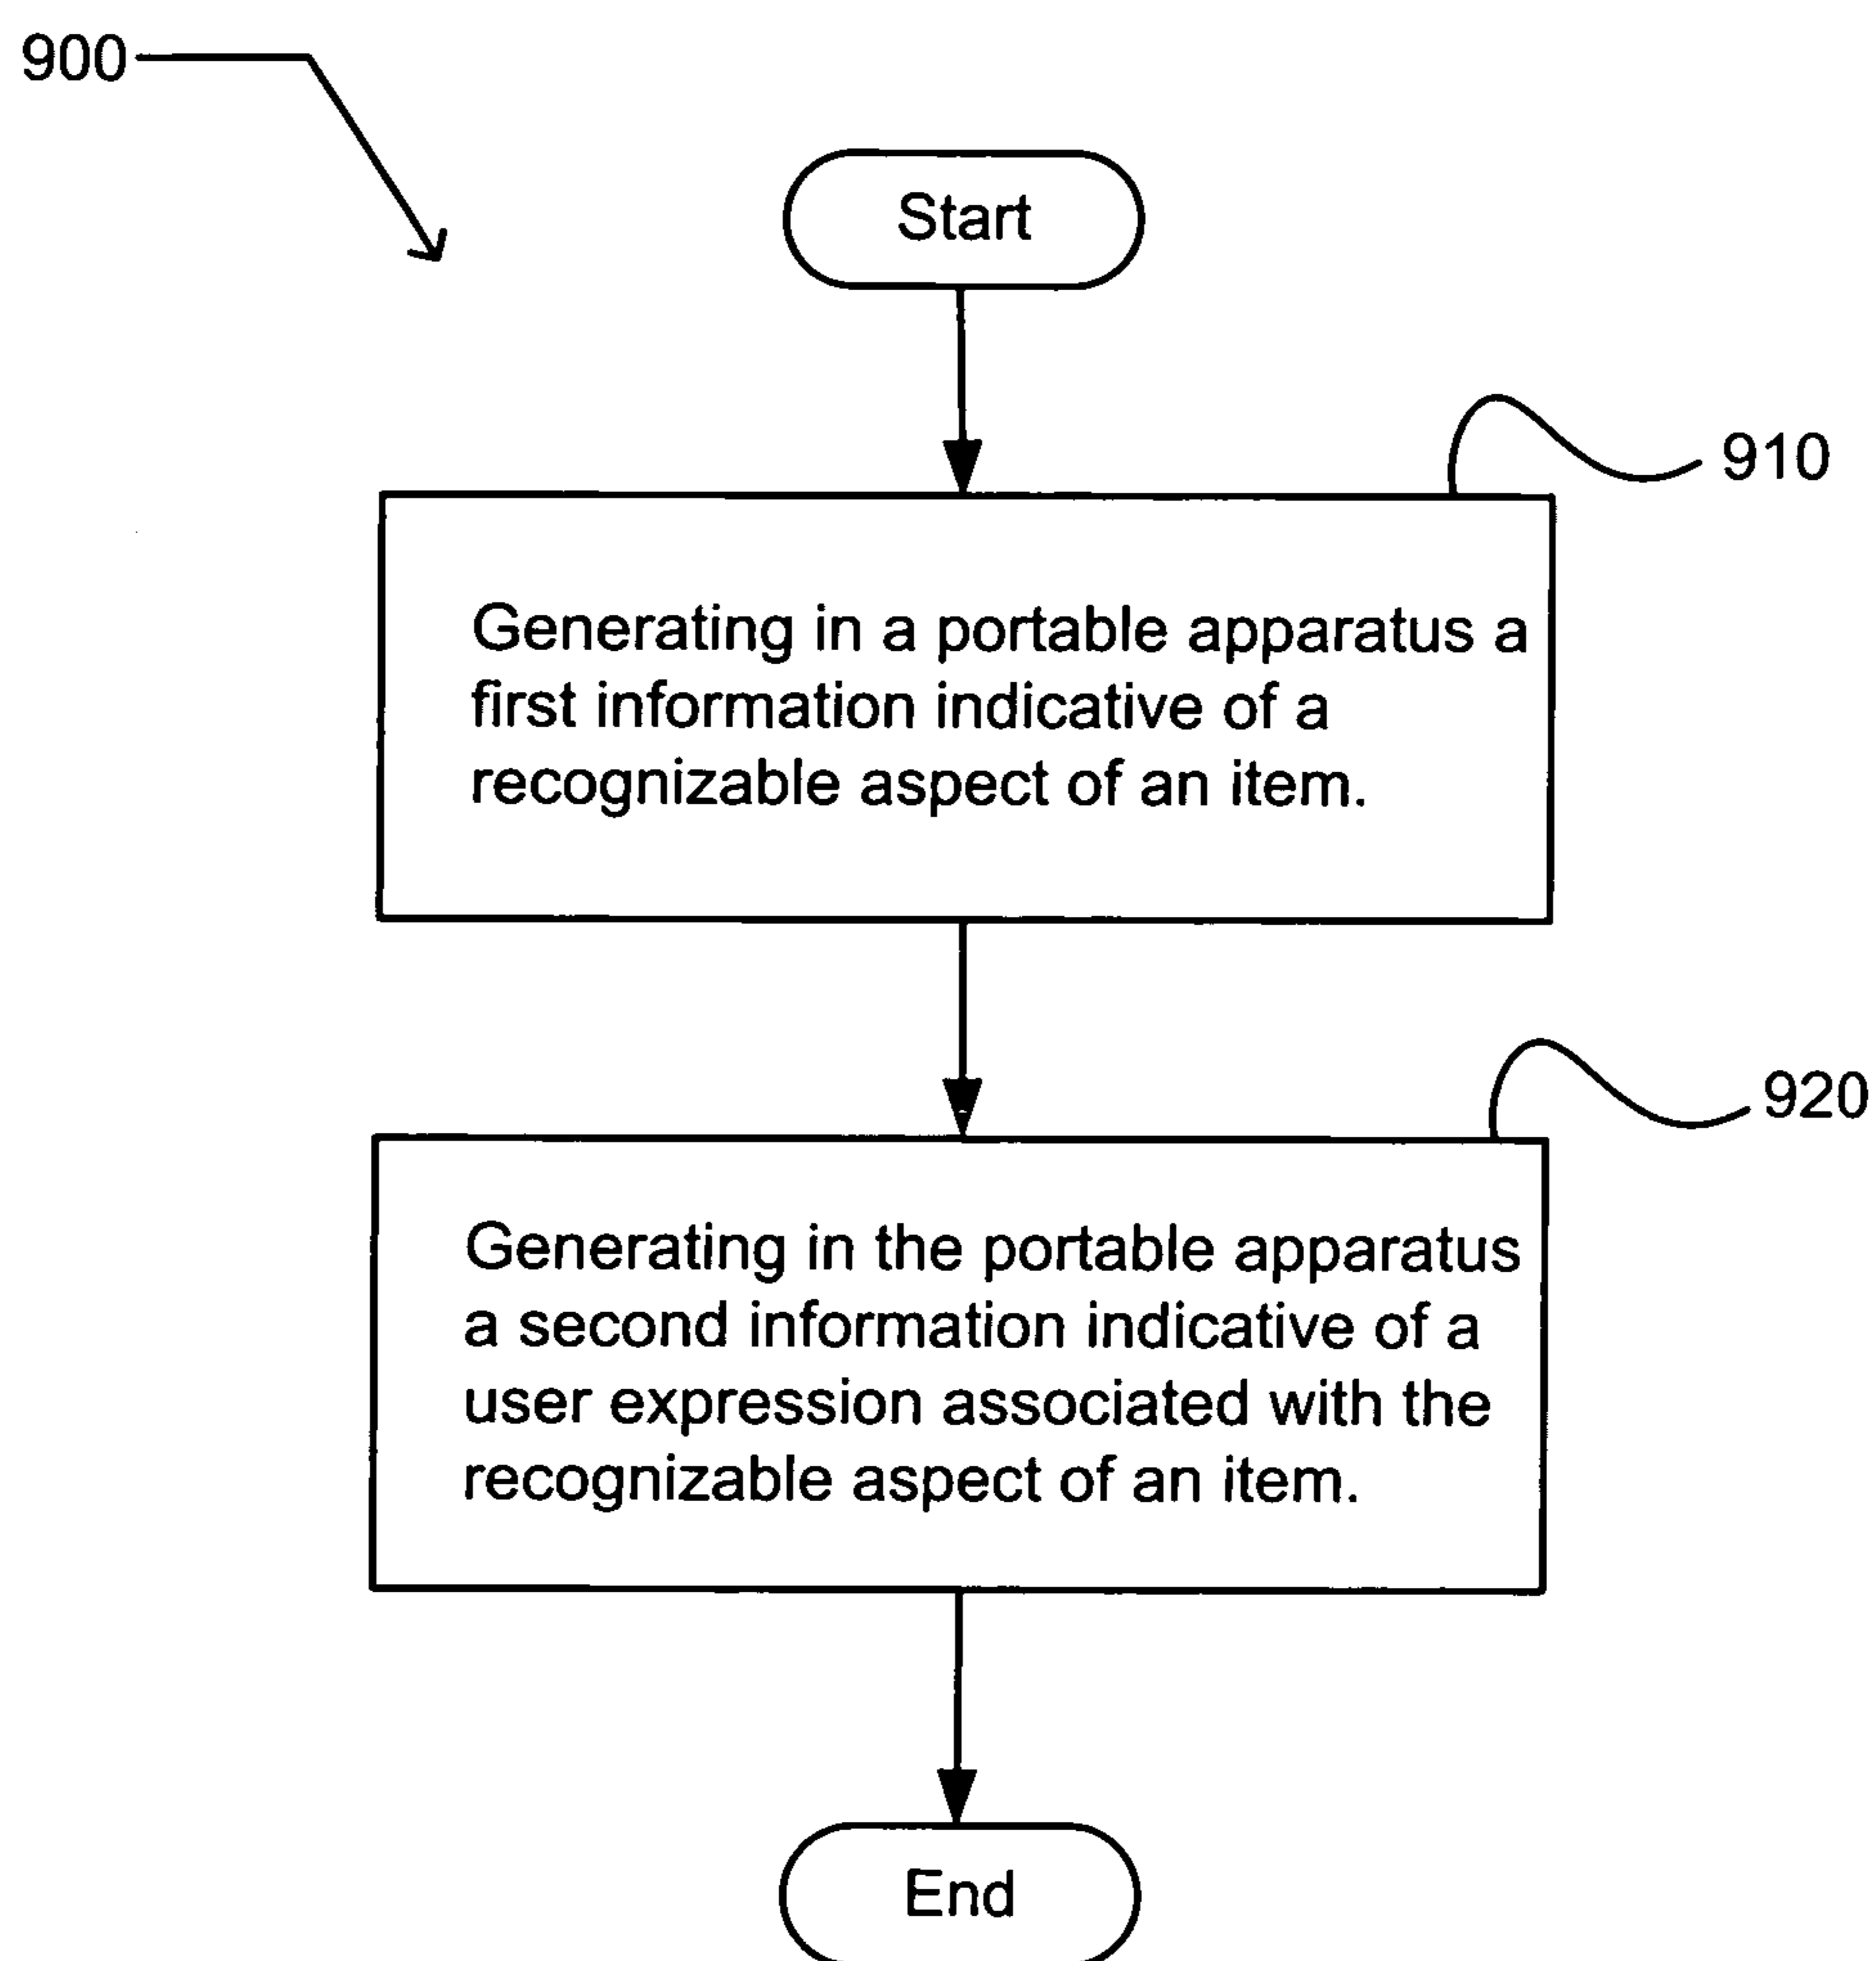 900
Start
910
Generating in a portable apparatus a
first information indicative of a
recognizable aspect of an item.
920
Generating in the portable apparatus
a second information indicative of a
user expression associated with the
recognizable aspect of an item.
End